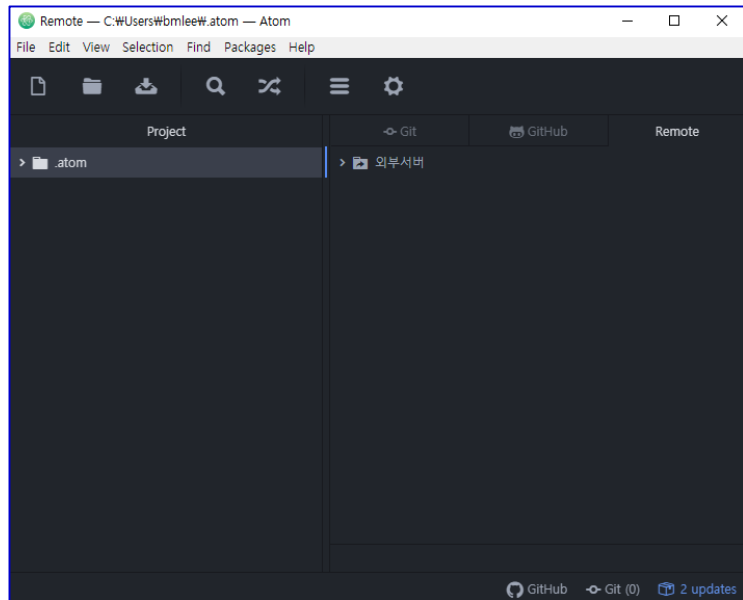 Remote — C:₩Users₩bmlee₩.atom — Atom
File Edit View Selection Find Packages Help
Project
Git
GitHub
Remote
.atom
외부서버
GitHub
Git (0)
2 updates